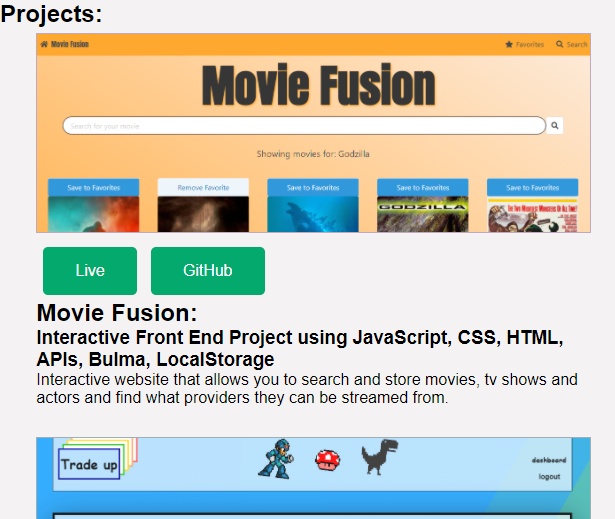 Projects:
Movie Fusion
Favorites
Search
Movie Fusion
Search for your movie
Showing movies for: Godzilla
Save to Favorites
Remove Favorite
Save to Favorites
Save to Favorites
Save to Favorites
GODZILLA
Live
GitHub
Movie Fusion:
Interactive Front End Project using JavaScript, CSS, HTML,
APIs, Bulma, LocalStorage
Interactive website that allows you to search and store movies, tv shows and
actors and find what providers they can be streamed from.
Trade up
dashboard
logout